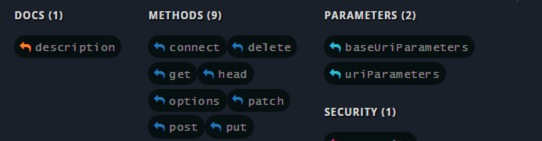 DOCS (1)
description
METHODS (9)
connect delete
get head
options patch
post put
PARAMETERS (2)
baseUriParameters
uriParameters
SECURITY (1)